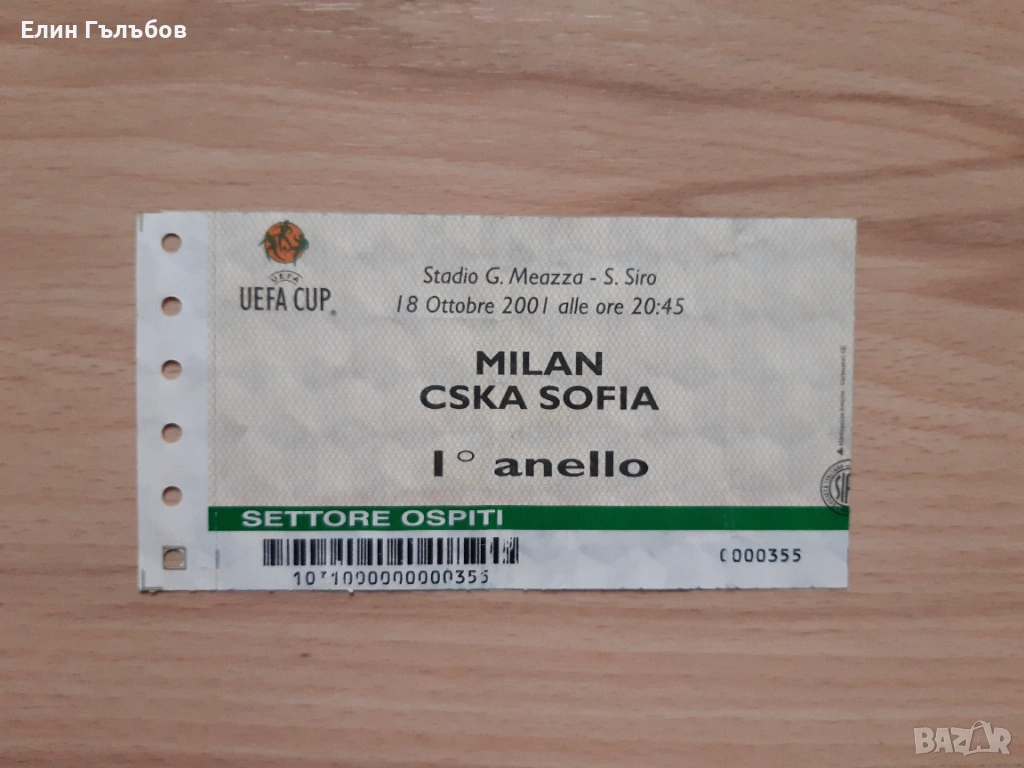 Елин Гълъбов
UEFA
UEFA CUP
Stadio G. Meazza - S. Siro
18 Ottobre 2001 alle ore 20:45
MILAN
CSKA SOFIA
1° anello
SETTORE OSPITI
0000355
BAZAR